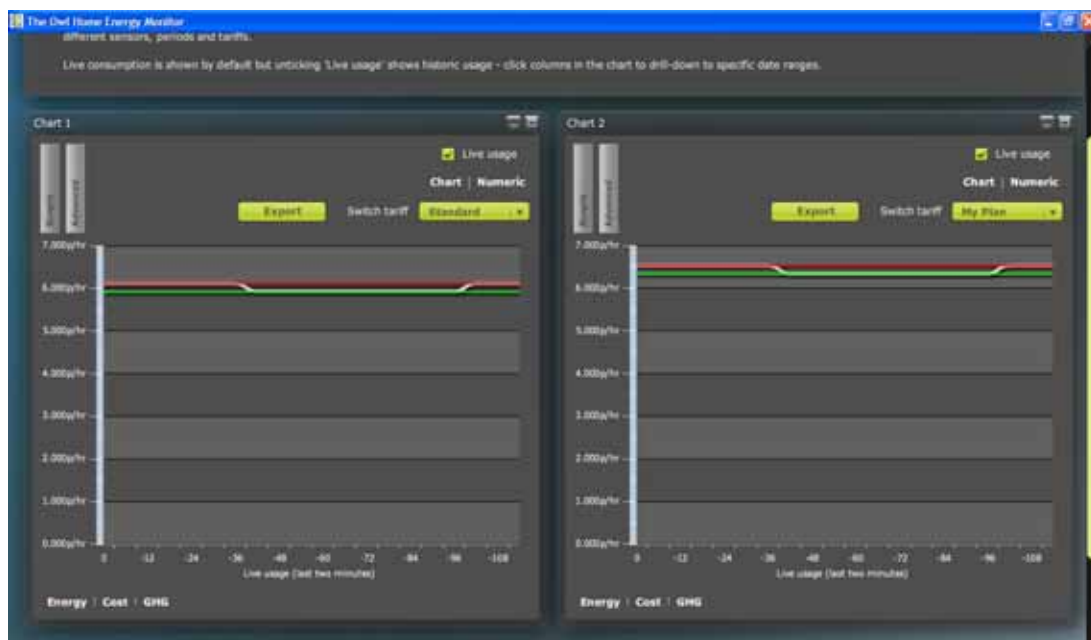 The Owl Home Energy Monitor
different sensors, periods and tariffs.
Live consumption is shown by default but unticking 'Live usage' shows historic usage - click columns in the chart to drill-down to specific date ranges.
Chart 1
Live usage
Chart | Numeric
Advanced
Export
Switch tariff
Standard
7.000p/hr
6.000p/hr
5.000p/hr
4.000p/hr
3.000p/hr
2.000p/hr
1.000p/hr
0.000p/hr
0 -12 -24 -36 -48 -60 -72 -84 -96 -108
Live usage (last two minutes)
Energy | Cost | GHG
Chart 2
Live usage
Chart | Numeric
Advanced
Export
Switch tariff
My Plan
7.000p/hr
6.000p/hr
5.000p/hr
4.000p/hr
3.000p/hr
2.000p/hr
1.000p/hr
0.000p/hr
0 -12 -24 -36 -48 -60 -72 -84 -96 -108
Live usage (last two minutes)
Energy | Cost | GHG